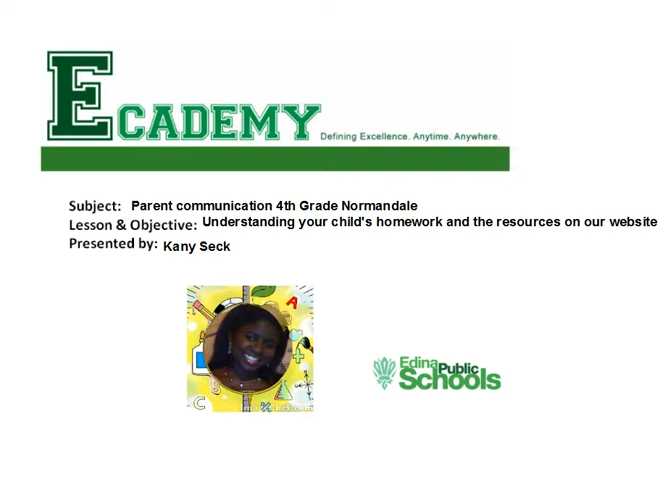 ECADEMY Defining Excellence. Anytime. Anywhere.
Subject: Parent communication 4th Grade Normandale
Lesson & Objective: Understanding your child's homework and the resources on our website
Presented by: Kany Seck
A
C
Edina Public
Schools